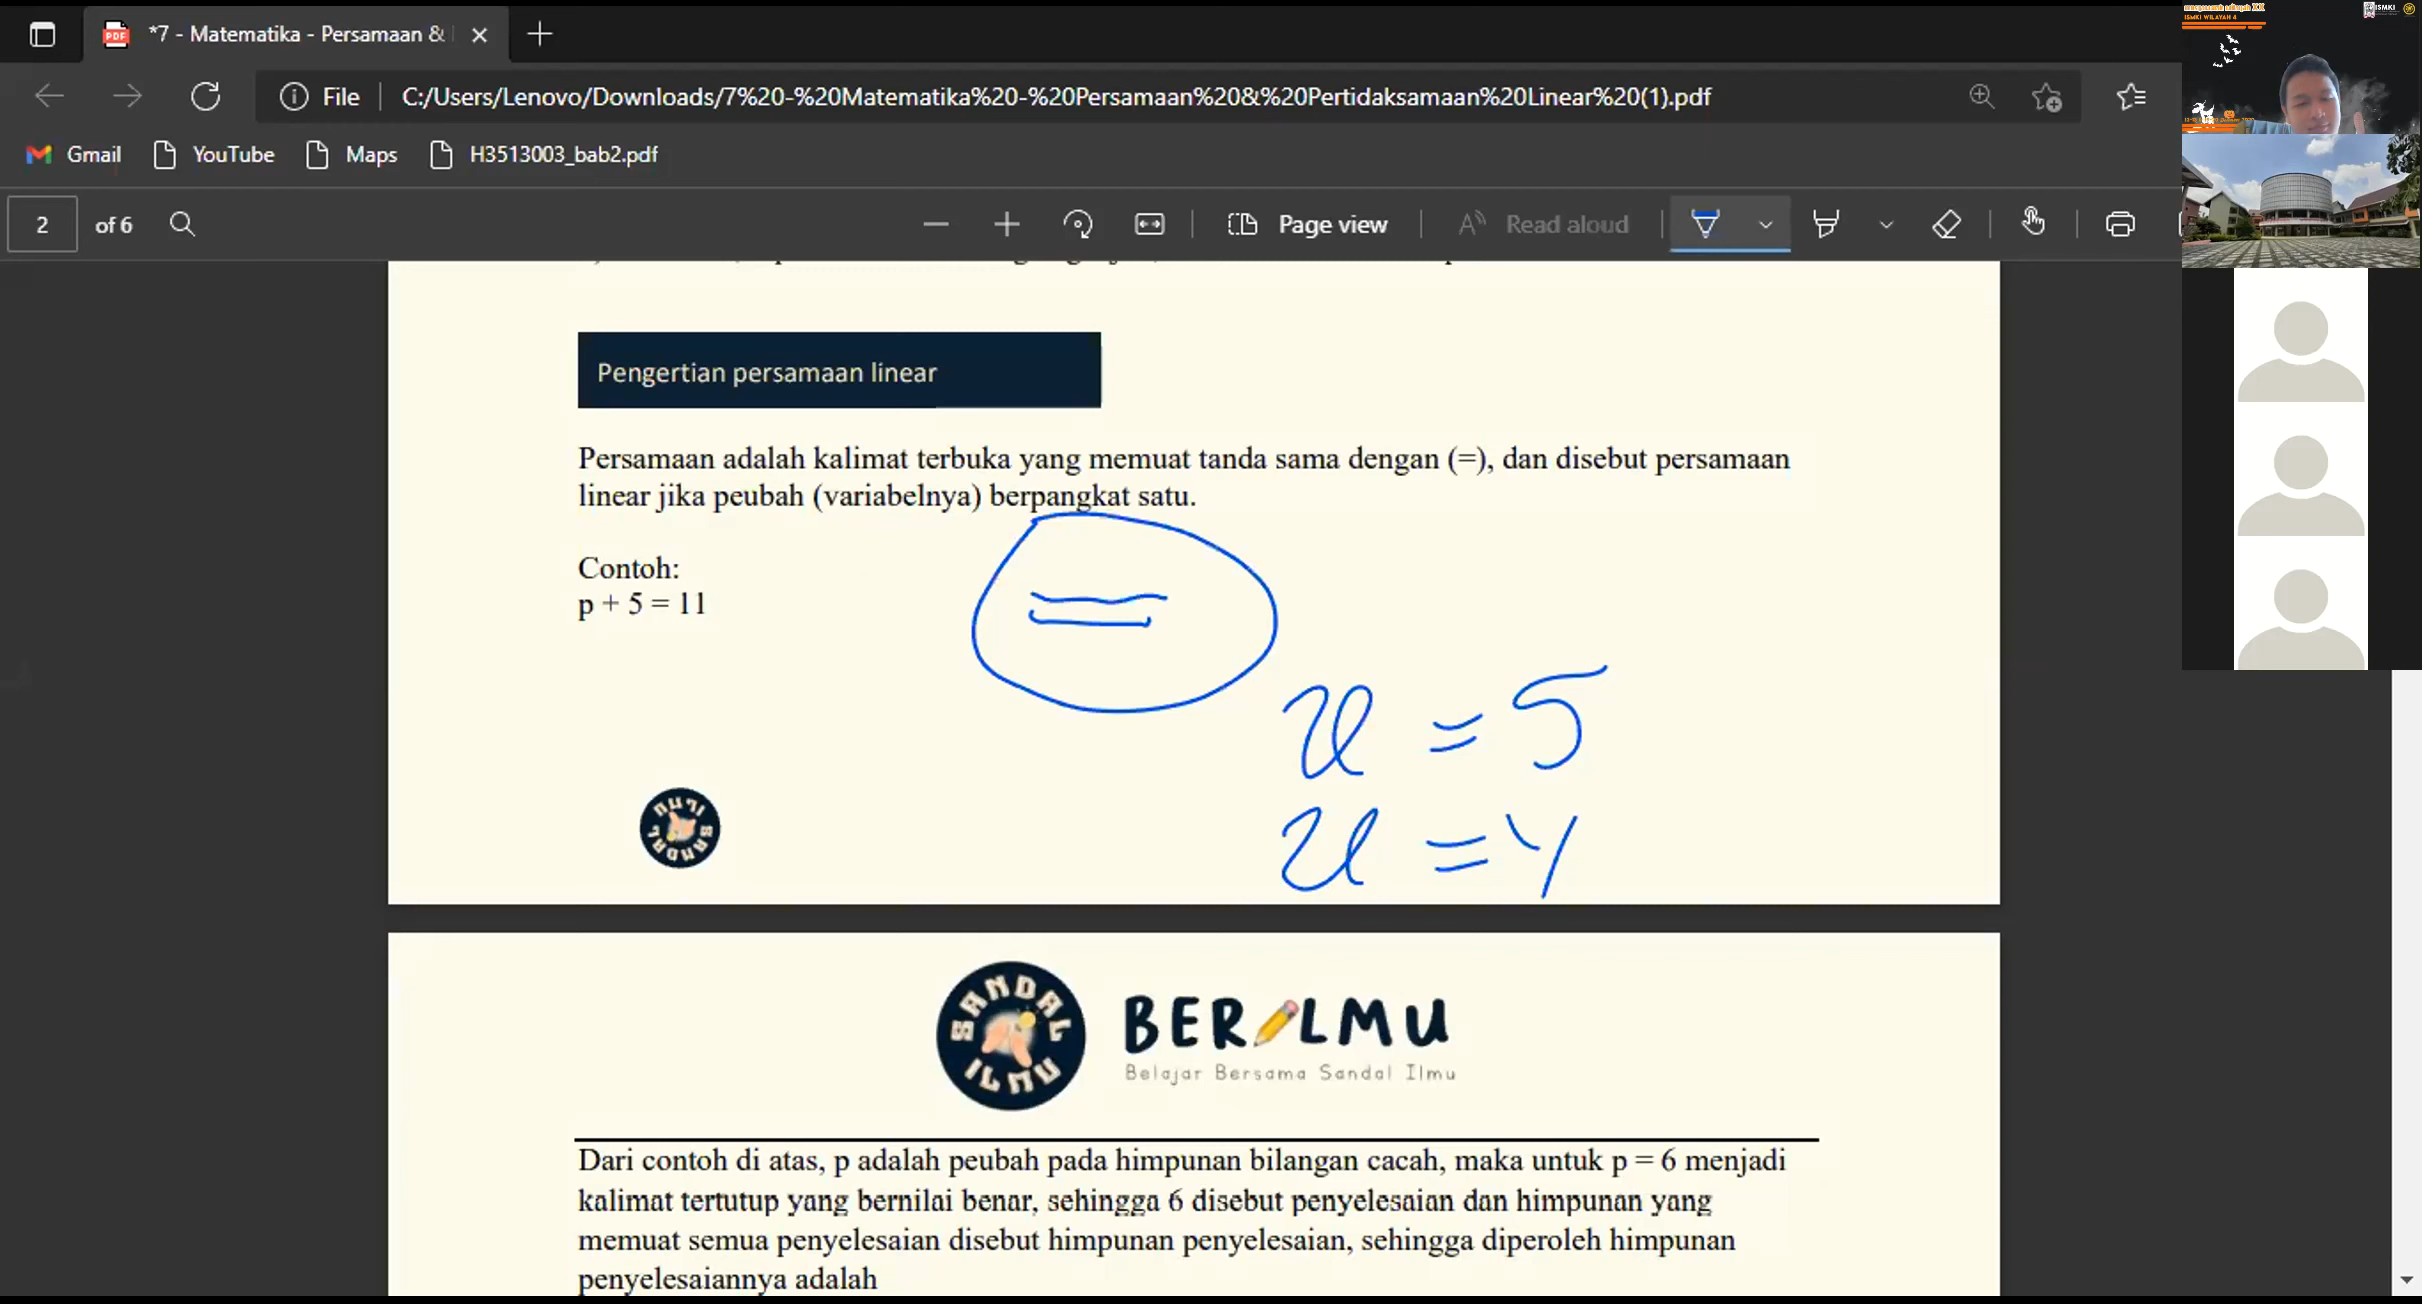 *7 - Matematika - Persamaan &
File C:/Users/Lenovo/Downloads/7%20-%20Matematika%20-%20Persamaan%20&%20Pertidaksamaan%20Linear%20(1).pdf
Gmail YouTube Maps H3513003_bab2.pdf
2 of 6 Page view Read aloud
Pengertian persamaan linear
Persamaan adalah kalimat terbuka yang memuat tanda sama dengan (=), dan disebut persamaan
linear jika peubah (variabelnya) berpangkat satu.
Contoh:
p + 5 = 11
=
x = 5
x = y
SANDAL ILMU
SANDAL ILMU
BERILMU
Belajar Bersama Sandal Ilmu
Dari contoh di atas, p adalah peubah pada himpunan bilangan cacah, maka untuk p = 6 menjadi
kalimat tertutup yang bernilai benar, sehingga 6 disebut penyelesaian dan himpunan yang
memuat semua penyelesaian disebut himpunan penyelesaian, sehingga diperoleh himpunan
penyelesaiannya adalah
ISMKI WILAYAH 4
ISMKI